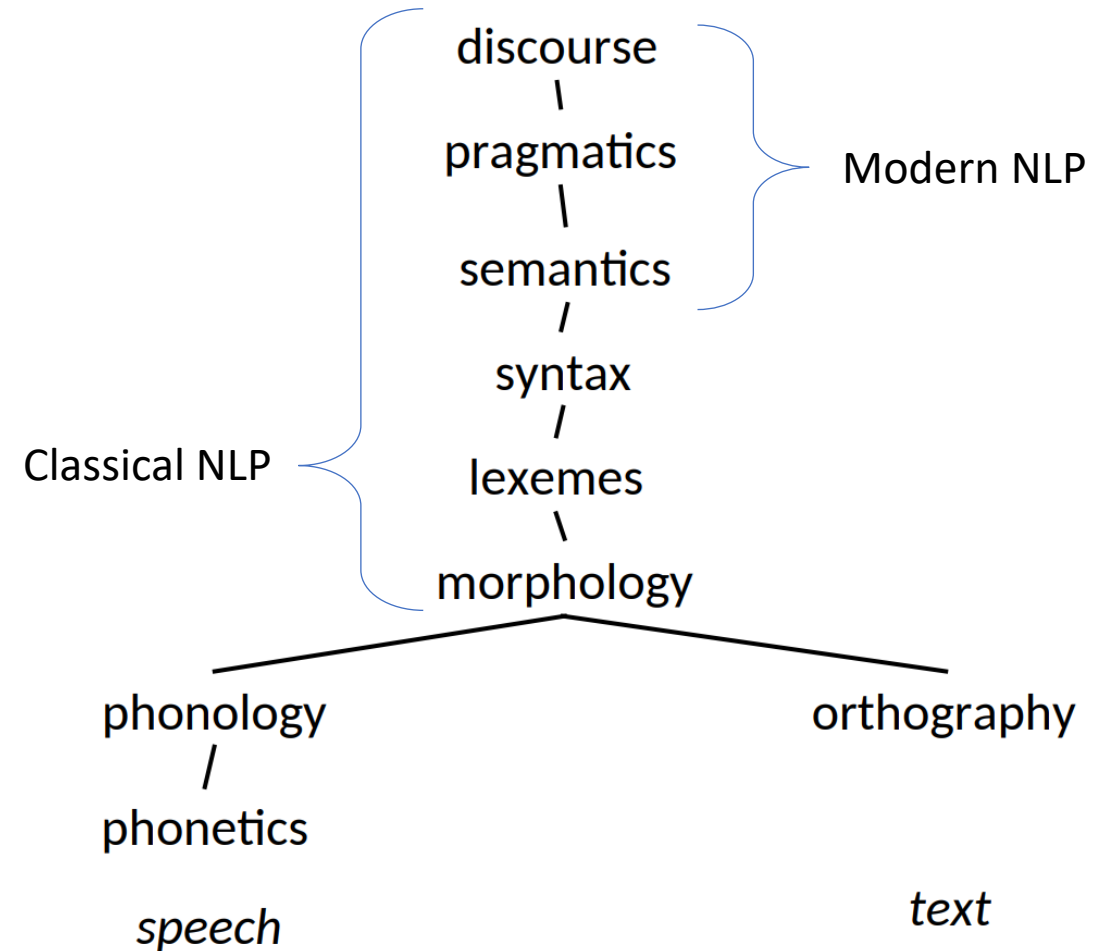 discourse
pragmatics
Modern NLP
semantics
syntax
Classical NLP
lexemes
morphology
phonology
orthography
phonetics
speech
text